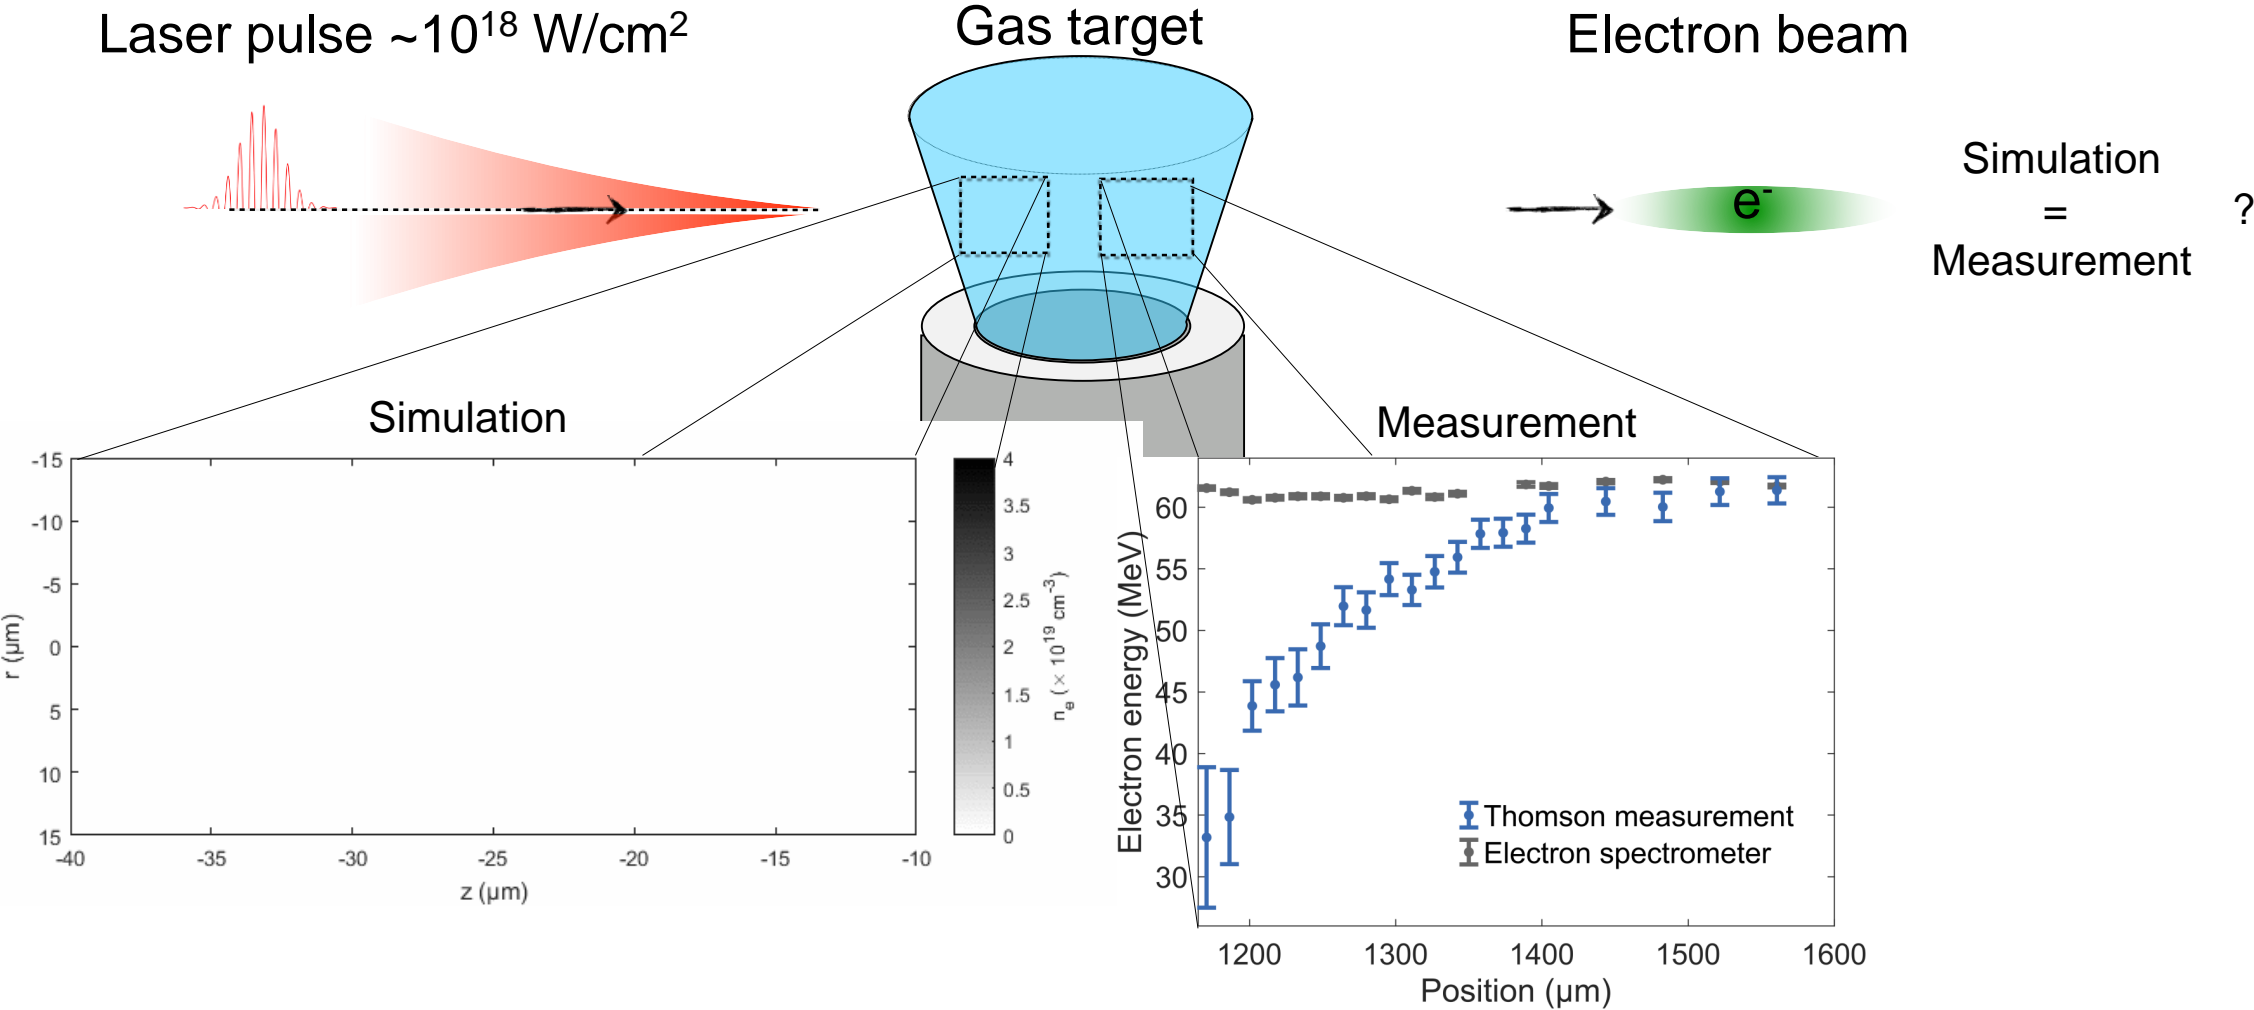 Laser pulse ~10¹⁸ W/cm²
Gas target
Electron beam
e⁻
Simulation
=
Measurement
?
Simulation
-15
-10
-5
0
5
10
15
r (µm)
-40 -35 -30 -25 -20 -15 -10
z (µm)
4
3.5
3
2.5
2
1.5
1
0.5
0
nₑ (× 10¹⁹ cm⁻³)
Measurement
60
55
50
45
40
35
30
Electron energy (MeV)
Thomson measurement
Electron spectrometer
1200 1300 1400 1500 1600
Position (µm)